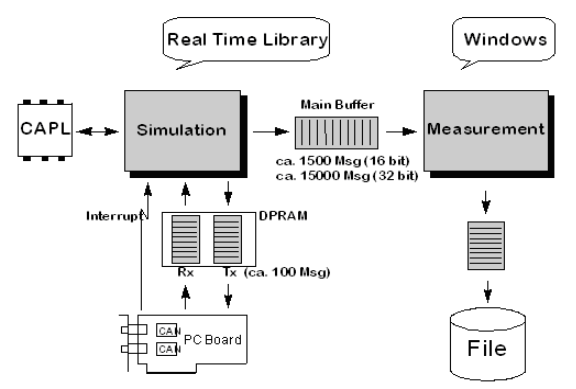 Real Time Library
Windows
CAPL
Simulation
Main Buffer
Measurement
ca. 1500 Msg (16 bit)
ca. 15000 Msg (32 bit)
Interrupt
DPRAM
Rx
Tx (ca. 100 Msg)
CAN
CAN
PC Board
File